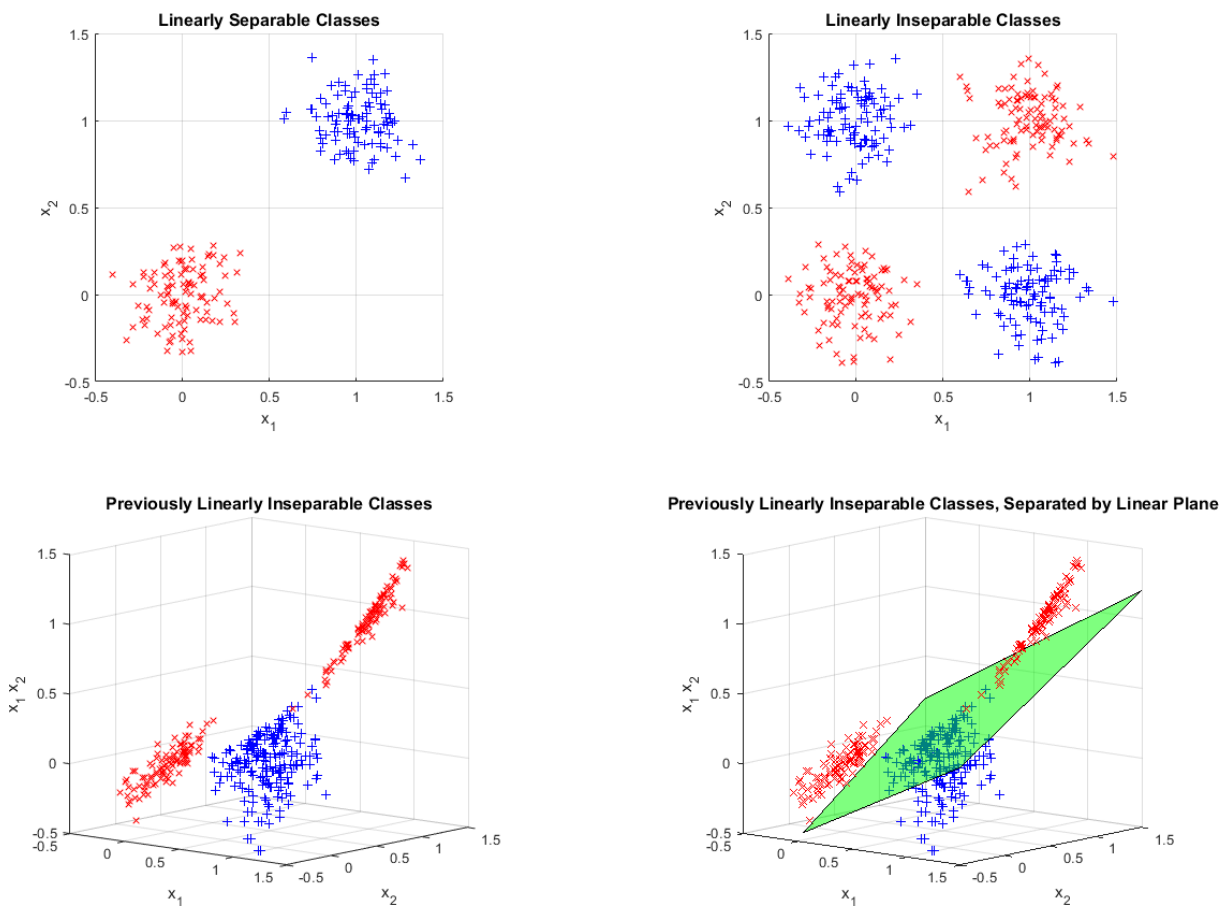 Linearly Separable Classes
1.5
1
0.5
0
-0.5
x2
-0.5 0 0.5 1 1.5
x1
Linearly Inseparable Classes
1.5
1
0.5
0
-0.5
x2
-0.5 0 0.5 1 1.5
x1
Previously Linearly Inseparable Classes
1.5
1
0.5
0
-0.5
x1 x2
-0.5 0 0.5 1 1.5
x1
-0.5 0 0.5 1 1.5
x2
Previously Linearly Inseparable Classes, Separated by Linear Plane
1.5
1
0.5
0
-0.5
x1 x2
-0.5 0 0.5 1 1.5
x1
-0.5 0 0.5 1 1.5
x2